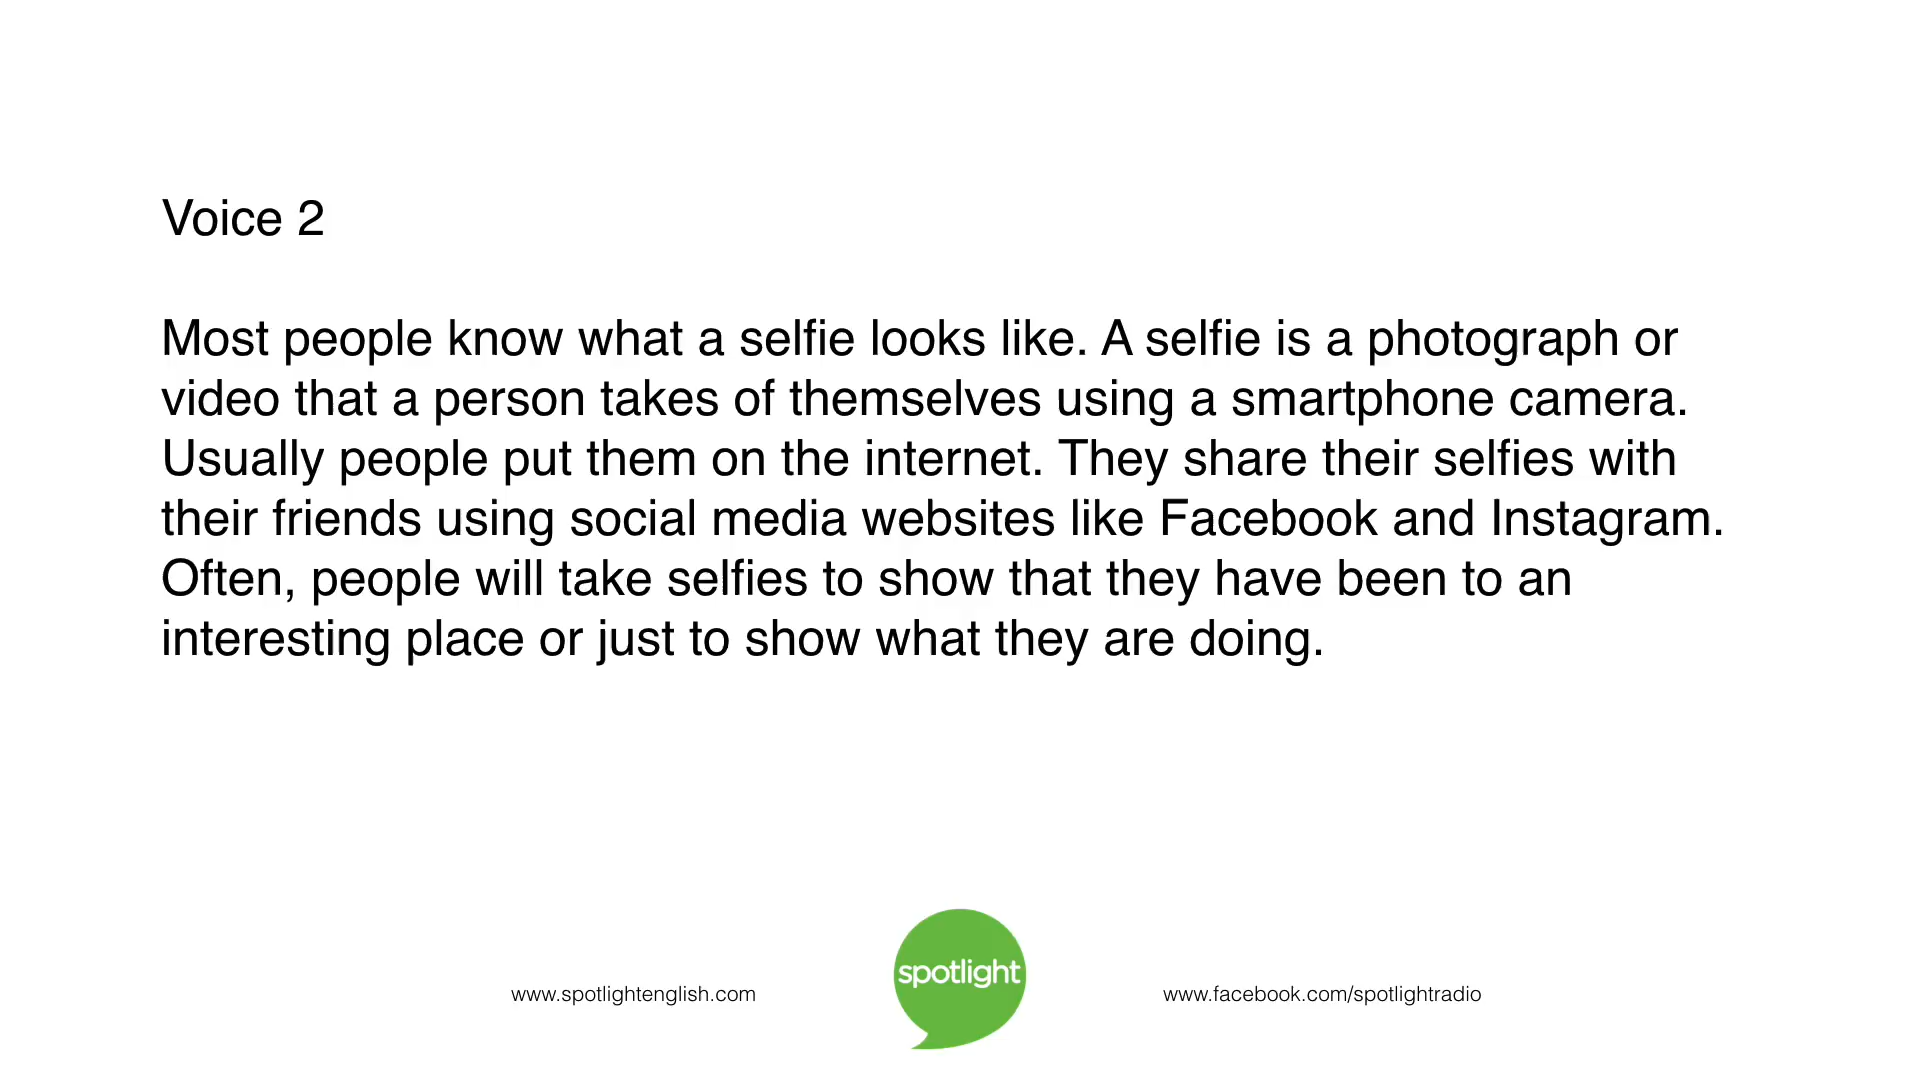 Voice 2
Most people know what a selfie looks like. A selfie is a photograph or
video that a person takes of themselves using a smartphone camera.
Usually people put them on the internet. They share their selfies with
their friends using social media websites like Facebook and Instagram.
Often, people will take selfies to show that they have been to an
interesting place or just to show what they are doing.
www.spotlightenglish.com
spotlight
www.facebook.com/spotlightradio